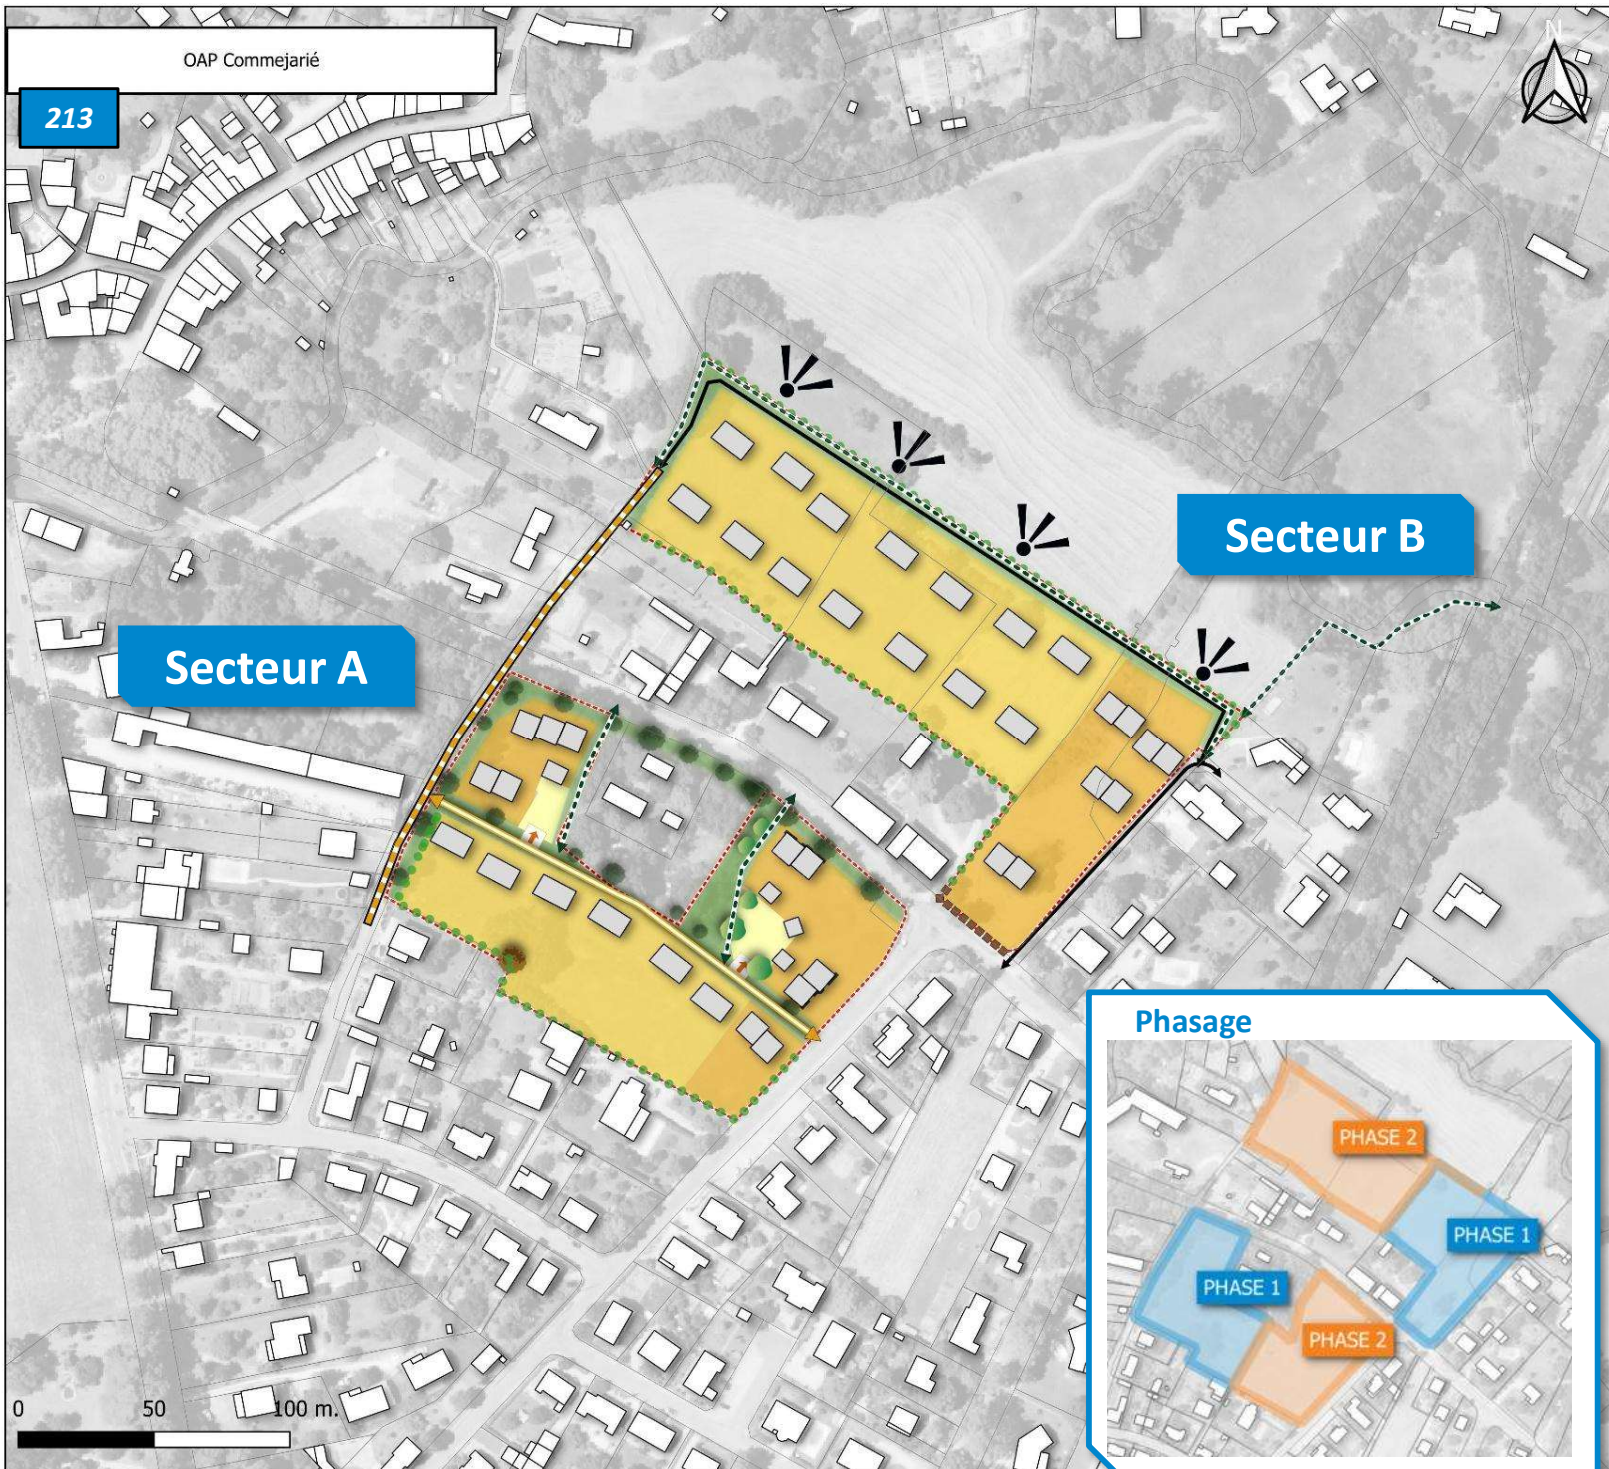 OAP Commejarié
N
213
Secteur B
Secteur A
Phasage
PHASE 2
PHASE 1
PHASE 1
PHASE 2
0 50 100 m.